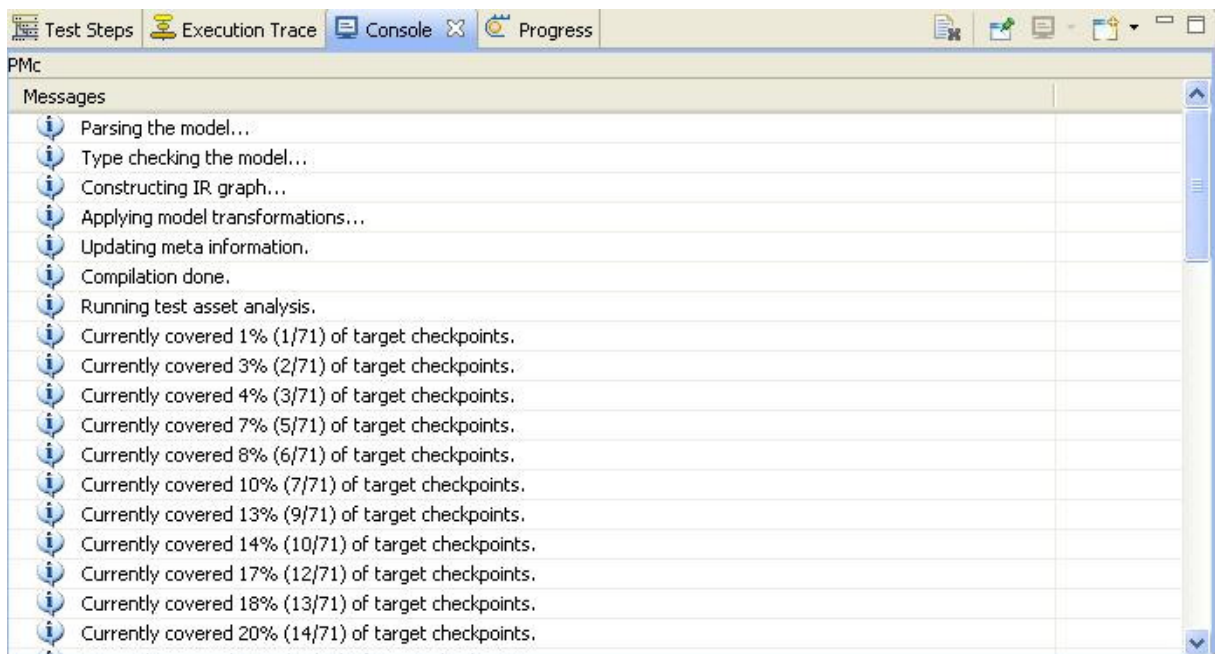 Test Steps Execution Trace Console Progress
PMc
Messages
Parsing the model...
Type checking the model...
Constructing IR graph...
Applying model transformations...
Updating meta information.
Compilation done.
Running test asset analysis.
Currently covered 1% (1/71) of target checkpoints.
Currently covered 3% (2/71) of target checkpoints.
Currently covered 4% (3/71) of target checkpoints.
Currently covered 7% (5/71) of target checkpoints.
Currently covered 8% (6/71) of target checkpoints.
Currently covered 10% (7/71) of target checkpoints.
Currently covered 13% (9/71) of target checkpoints.
Currently covered 14% (10/71) of target checkpoints.
Currently covered 17% (12/71) of target checkpoints.
Currently covered 18% (13/71) of target checkpoints.
Currently covered 20% (14/71) of target checkpoints.